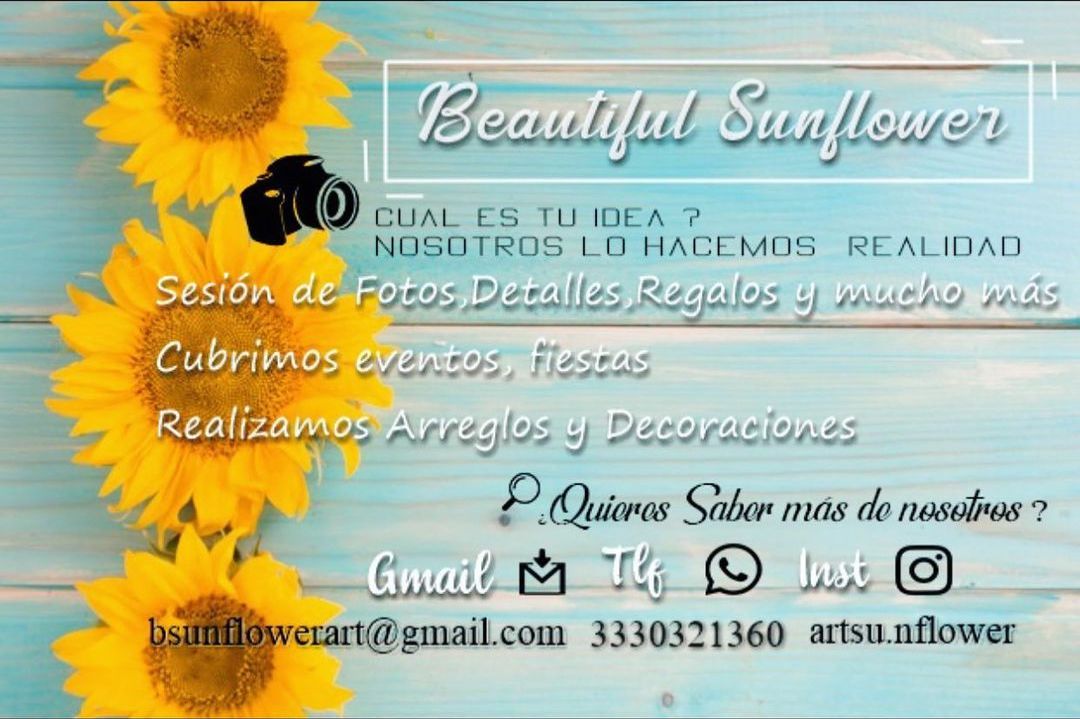 Beautiful Sunflower
CUAL ES TU IDEA ?
NOSOTROS LO HACEMOS REALIDAD
Sesión de Fotos,Detalles,Regalos y mucho más
Cubrimos eventos, fiestas
Realizamos Arreglos y Decoraciones
¿Quieres Saber más de nosotros ?
Gmail Tlf Inst
bsunflowerart@gmail.com 3330321360 artsu.nflower